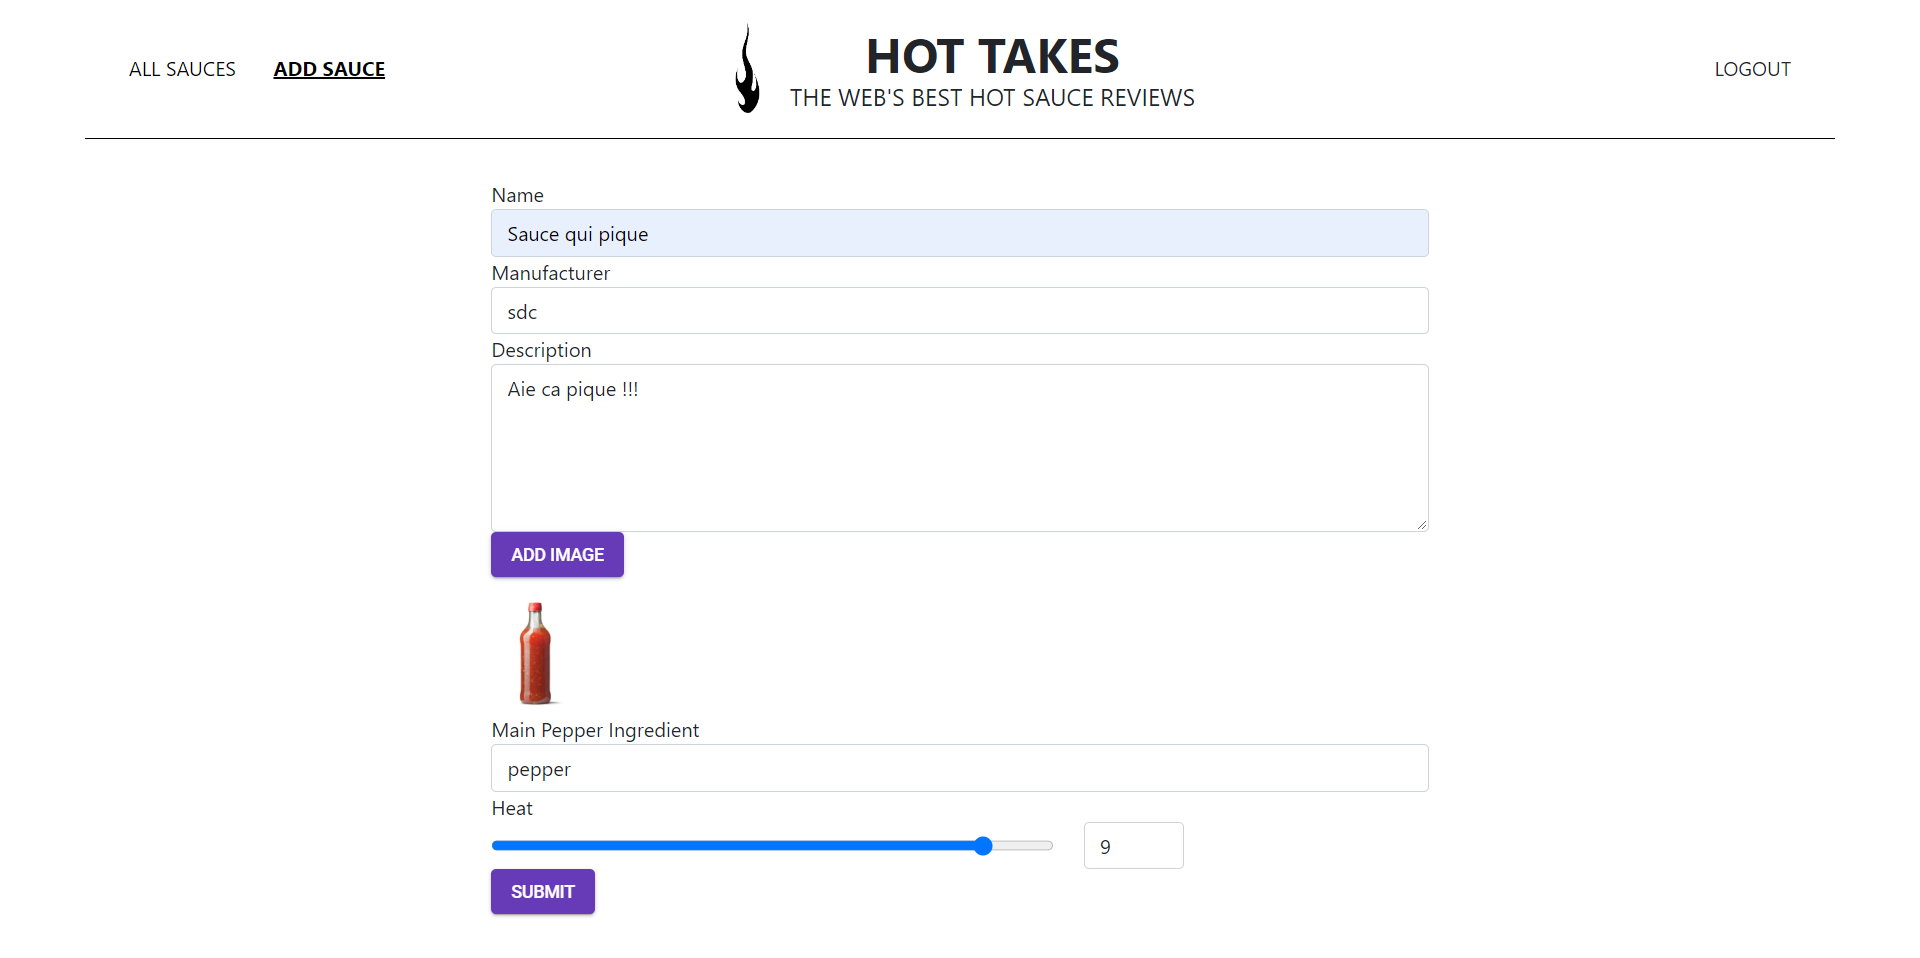 ALL SAUCES
ADD SAUCE
HOT TAKES
THE WEB'S BEST HOT SAUCE REVIEWS
LOGOUT
Name
Sauce qui pique
Manufacturer
sdc
Description
Aie ca pique !!!
ADD IMAGE
Main Pepper Ingredient
pepper
Heat
9
SUBMIT